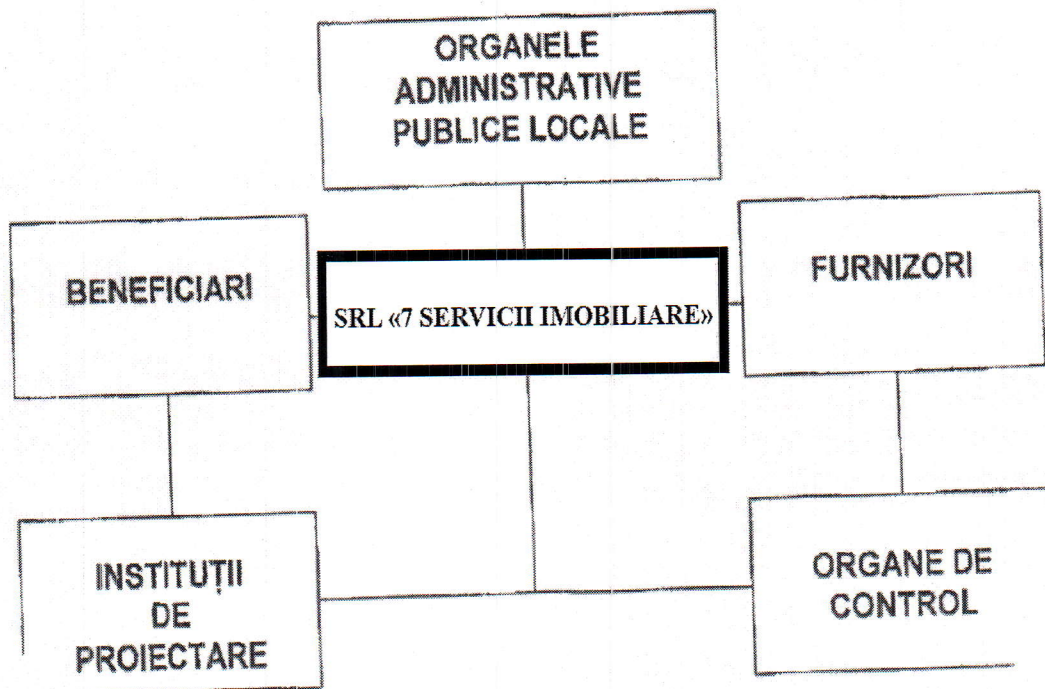 ORGANELE
ADMINISTRATIVE
PUBLICE LOCALE
BENEFICIARI
SRL «7 SERVICII IMOBILIARE»
FURNIZORI
INSTITUȚII
DE
PROIECTARE
ORGANE DE
CONTROL